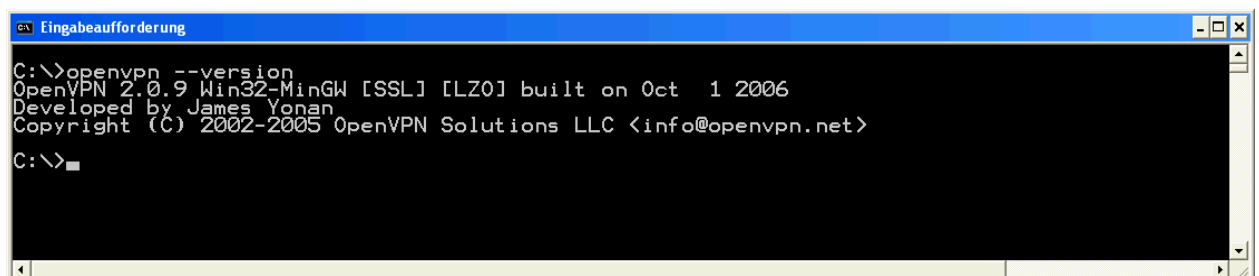 Eingabeaufforderung
C:\>openvpn --version
OpenVPN 2.0.9 Win32-MinGW [SSL] [LZO] built on Oct  1 2006
Developed by James Yonan
Copyright (C) 2002-2005 OpenVPN Solutions LLC <info@openvpn.net>
C:\>